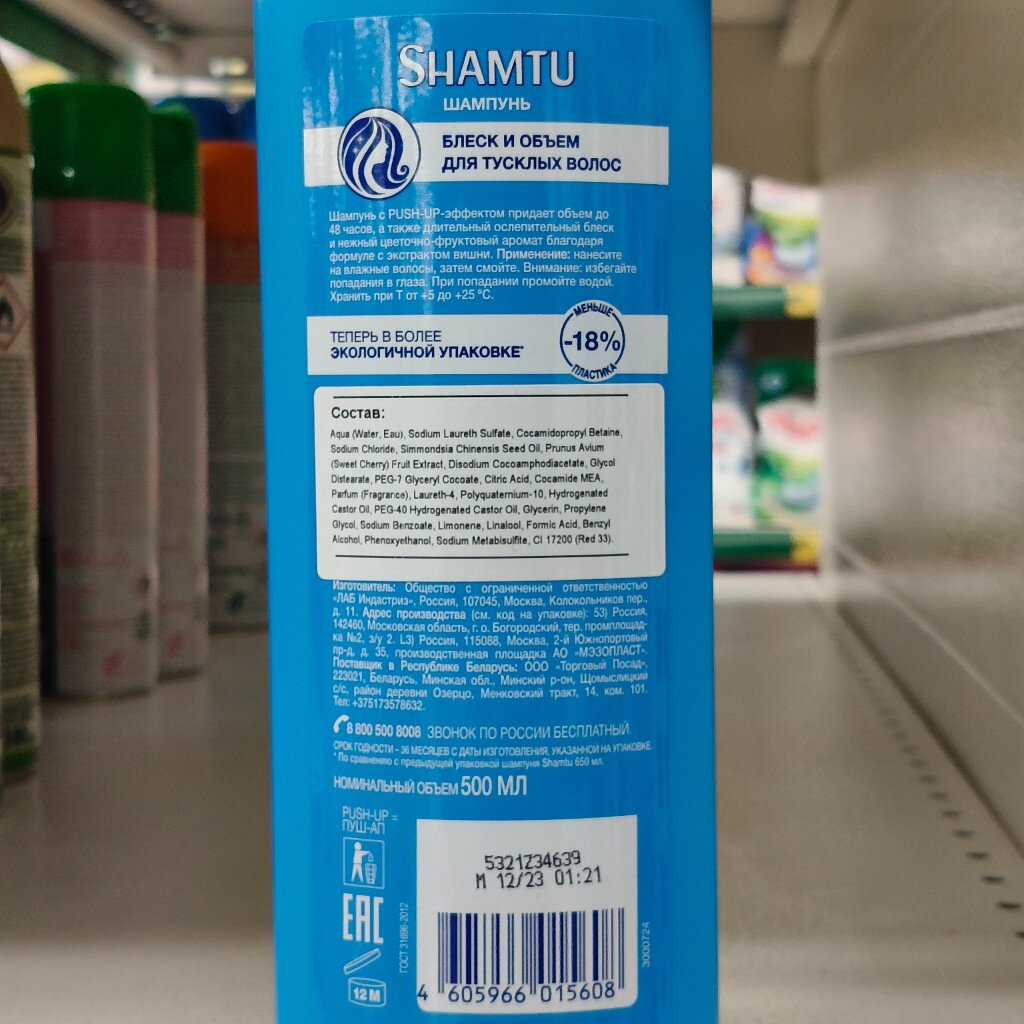 SHAMTU
ШАМПУНЬ
БЛЕСК И ОБЪЕМ
ДЛЯ ТУСКЛЫХ ВОЛОС
Шампунь с PUSH-UP-эффектом придает объем до
48 часов, а также длительный ослепительный блеск
и нежный цветочно-фруктовый аромат благодаря
формуле с экстрактом вишни. Применение: нанесите
на влажные волосы, затем смойте. Внимание: избегайте
попадания в глаза. При попадании промойте водой.
Хранить при Т от +5 до +25 °C.
ТЕПЕРЬ В БОЛЕЕ
ЭКОЛОГИЧНОЙ УПАКОВКЕ*
МЕНЬШЕ
-18%
ПЛАСТИКА
Состав:
Aqua (Water, Eau), Sodium Laureth Sulfate, Cocamidopropyl Betaine,
Sodium Chloride, Simmondsia Chinensis Seed Oil, Prunus Avium
(Sweet Cherry) Fruit Extract, Disodium Cocoamphodiacetate, Glycol
Distearate, PEG-7 Glyceryl Cocoate, Citric Acid, Cocamide MEA,
Parfum (Fragrance), Laureth-4, Polyquaternium-10, Hydrogenated
Castor Oil, PEG-40 Hydrogenated Castor Oil, Glycerin, Propylene
Glycol, Sodium Benzoate, Limonene, Linalool, Formic Acid, Benzyl
Alcohol, Phenoxyethanol, Sodium Metabisulfite, CI 17200 (Red 33).
Изготовитель: Общество с ограниченной ответственностью
«ЛАБ Индастриз», Россия, 107045, Москва, Колокольников пер.,
д. 11. Адрес производства (см. код на упаковке): 53) Россия,
142460, Московская область, г. о. Богородский, тер. промплощад-
ка №2, з/у 2. L3) Россия, 115088, Москва, 2-й Южнопортовый
пр-д, д. 35, производственная площадка АО «МЭЗОПЛАСТ».
Поставщик в Республике Беларусь: ООО «Торговый Посад»,
223021, Беларусь, Минская обл., Минский р-он, Щомыслицкий
с/с, район деревни Озерцо, Менковский тракт, 14, ком. 101.
Тел: +375173578632.
8 800 500 8008 ЗВОНОК ПО РОССИИ БЕСПЛАТНЫЙ.
СРОК ГОДНОСТИ – 36 МЕСЯЦЕВ С ДАТЫ ИЗГОТОВЛЕНИЯ, УКАЗАННОЙ НА УПАКОВКЕ.
* По сравнению с предыдущей упаковкой шампуня Shamtu 650 мл.
НОМИНАЛЬНЫЙ ОБЪЕМ 500 МЛ
PUSH-UP =
ПУШ-АП
EAC
12 M
ГОСТ 31696-2012
5321234639
M 12/23 01:21
3000724
4 605966 015608